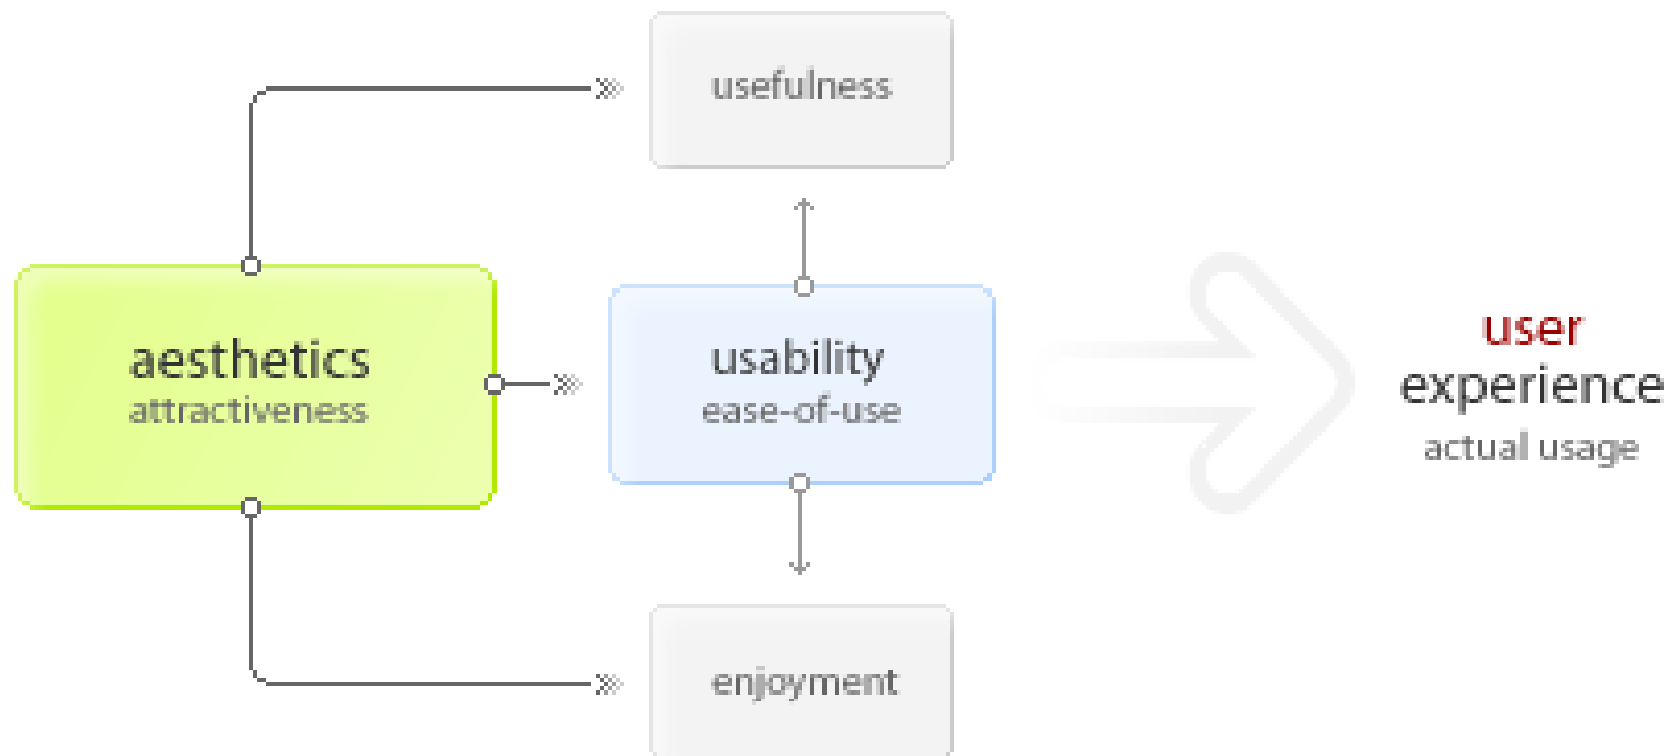 usefulness
aesthetics
attractiveness
usability
ease-of-use
user
experience
actual usage
enjoyment